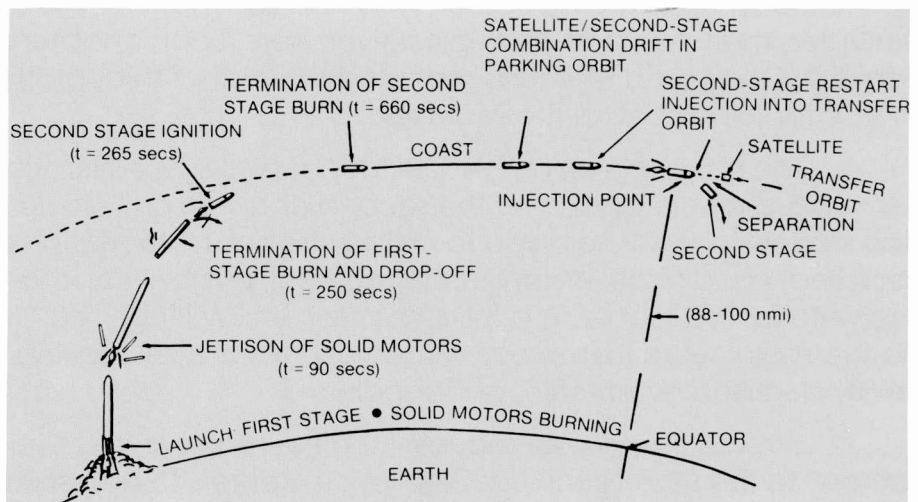 SATELLITE/SECOND-STAGE
COMBINATION DRIFT IN
PARKING ORBIT
TERMINATION OF SECOND
STAGE BURN (t = 660 secs)
SECOND-STAGE RESTART
INJECTION INTO TRANSFER
ORBIT
SECOND STAGE IGNITION
(t = 265 secs)
COAST
SATELLITE
TRANSFER
ORBIT
INJECTION POINT
SEPARATION
SECOND STAGE
TERMINATION OF FIRST-
STAGE BURN AND DROP-OFF
(t = 250 secs)
(88-100 nmi)
JETTISON OF SOLID MOTORS
(t = 90 secs)
LAUNCH FIRST STAGE • SOLID MOTORS BURNING
EQUATOR
EARTH